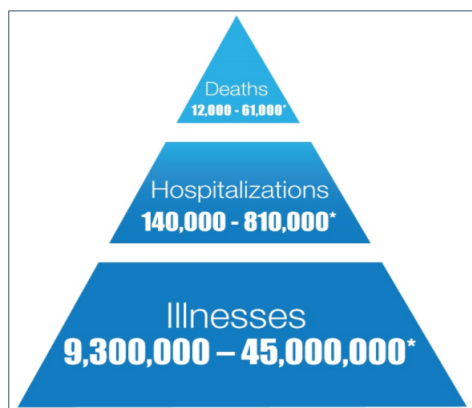 Deaths
12,000 - 61,000*
Hospitalizations
140,000 - 810,000*
Illnesses
9,300,000 – 45,000,000*